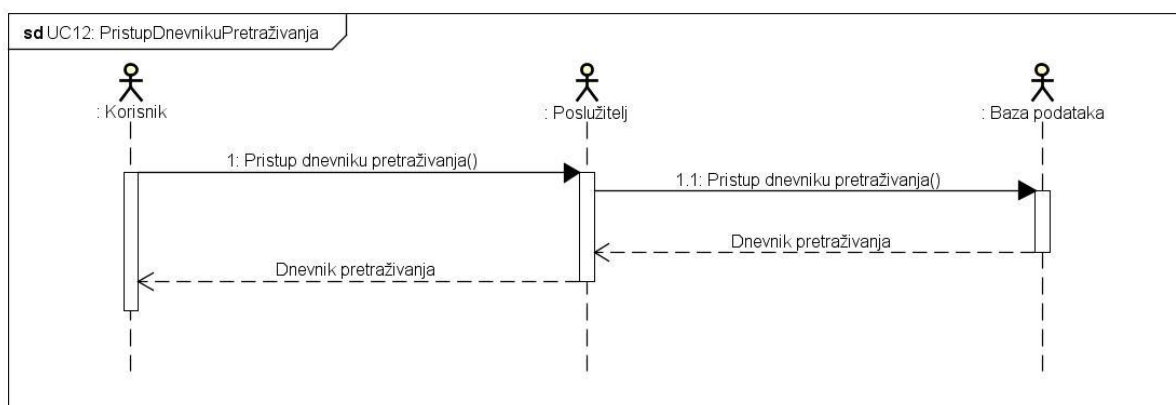 sd UC12: PristupDnevnikuPretraživanja
: Korisnik
: Poslužitelj
: Baza podataka
1: Pristup dnevniku pretraživanja()
1.1: Pristup dnevniku pretraživanja()
Dnevnik pretraživanja
Dnevnik pretraživanja